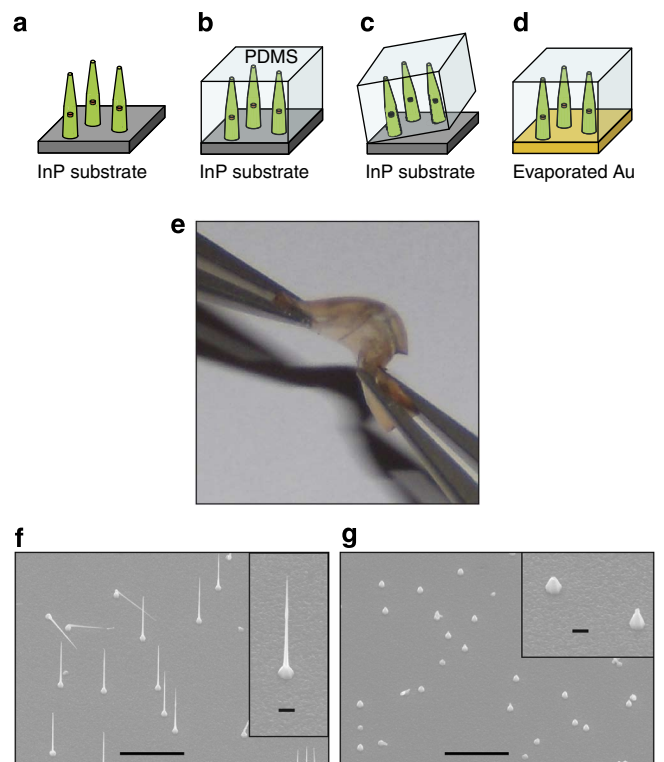 a
b
c
d
PDMS
InP substrate
InP substrate
InP substrate
Evaporated Au
e
f
g